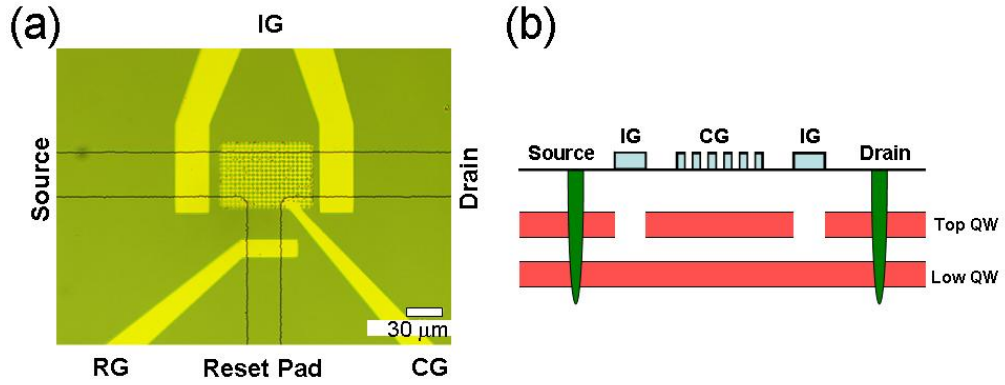 (a)
IG
Source
Drain
30 μm
RG
Reset Pad
CG
(b)
IG
CG
IG
Source
Drain
Top QW
Low QW